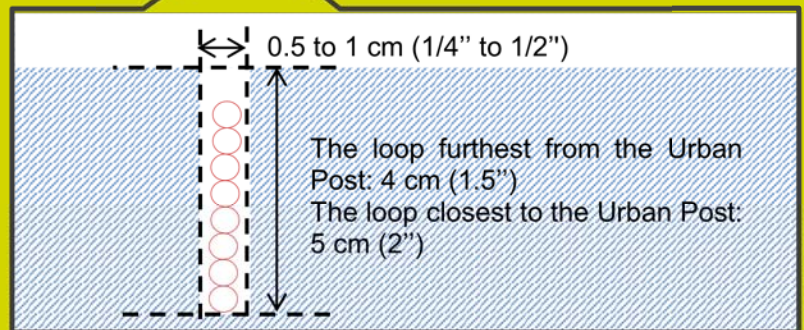 0.5 to 1 cm (1/4’’ to 1/2’’)
The loop furthest from the Urban
Post: 4 cm (1.5’’)
The loop closest to the Urban Post:
5 cm (2’’)